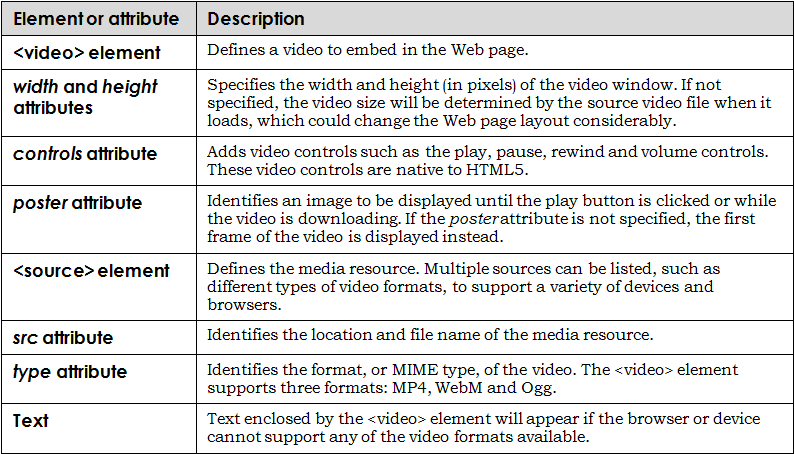 Element or attribute Description
<video> element Defines a video to embed in the Web page.
width and height attributes Specifies the width and height (in pixels) of the video window. If not
specified, the video size will be determined by the source video file when it
loads, which could change the Web page layout considerably.
controls attribute Adds video controls such as the play, pause, rewind and volume controls.
These video controls are native to HTML5.
poster attribute Identifies an image to be displayed until the play button is clicked or while
the video is downloading. If the poster attribute is not specified, the first
frame of the video is displayed instead.
<source> element Defines the media resource. Multiple sources can be listed, such as
different types of video formats, to support a variety of devices and
browsers.
src attribute Identifies the location and file name of the media resource.
type attribute Identifies the format, or MIME type, of the video. The <video> element
supports three formats: MP4, WebM and Ogg.
Text Text enclosed by the <video> element will appear if the browser or device
cannot support any of the video formats available.